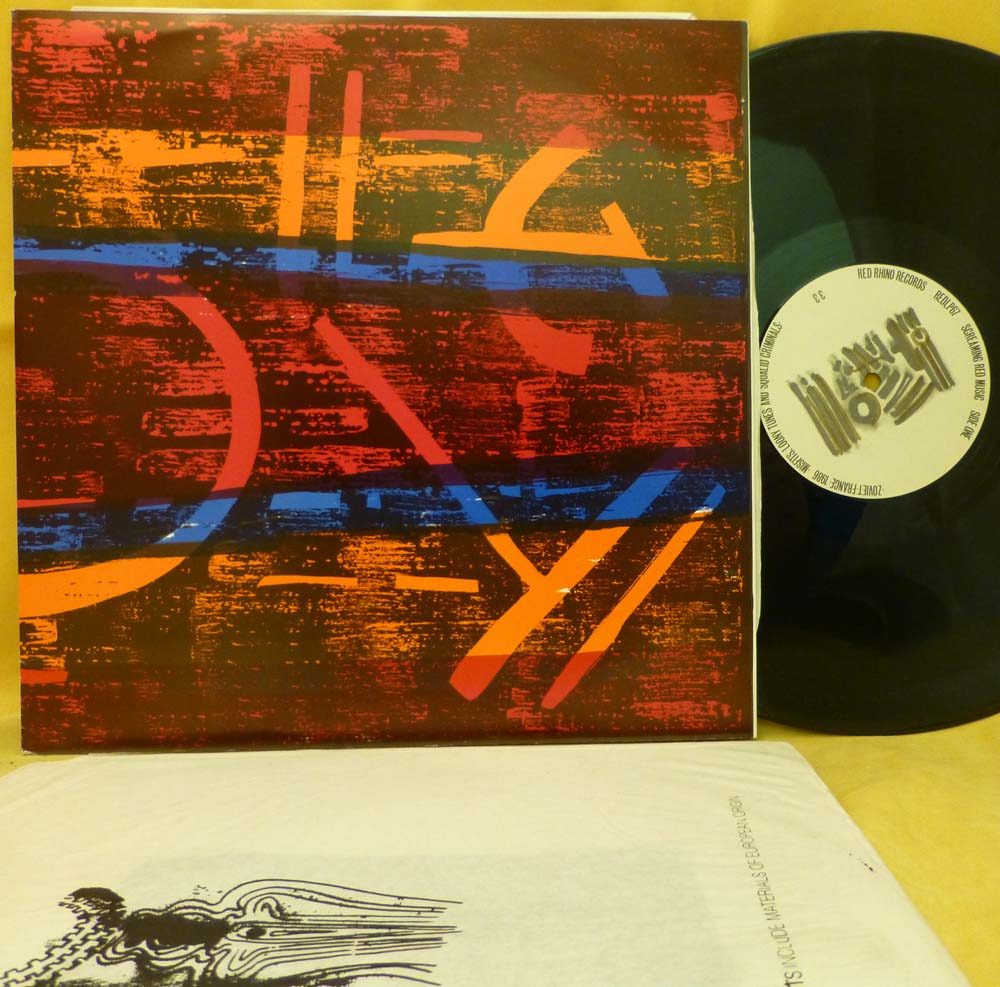 RED RHINO RECORDS
REDLP67
SCREAMING RED MUSIC
SIDE ONE
·ZOVIET·FRANCE· 1986
·MISFITS, LOONY TUNES AND SQUALID CRIMINALS·
33
TS INCLUDE MATERIALS OF EUROPEAN ORIGIN